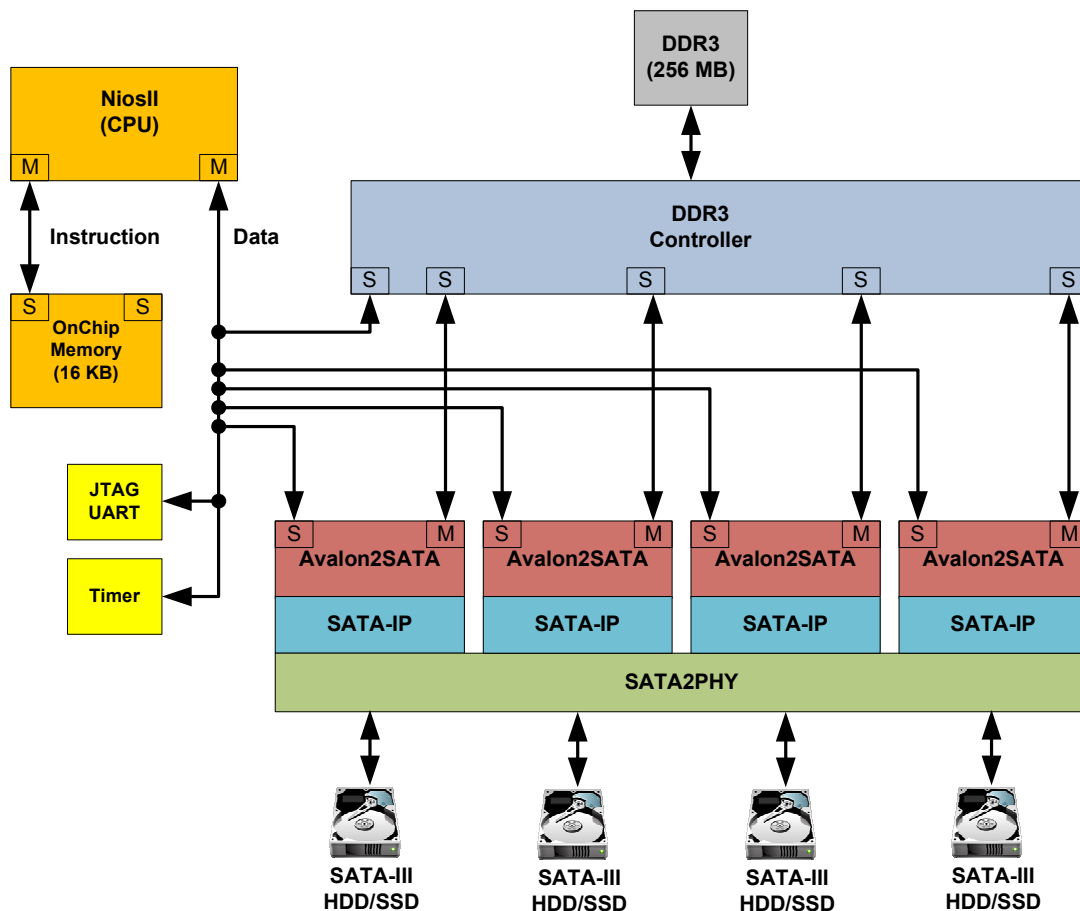 DDR3
(256 MB)
NiosII
(CPU)
M M
Instruction Data
DDR3
Controller
S S S S S
S S
OnChip
Memory
(16 KB)
JTAG
UART
Timer
S M S M S M S M
Avalon2SATA Avalon2SATA Avalon2SATA Avalon2SATA
SATA-IP SATA-IP SATA-IP SATA-IP
SATA2PHY
SATA-III SATA-III SATA-III SATA-III
HDD/SSD HDD/SSD HDD/SSD HDD/SSD